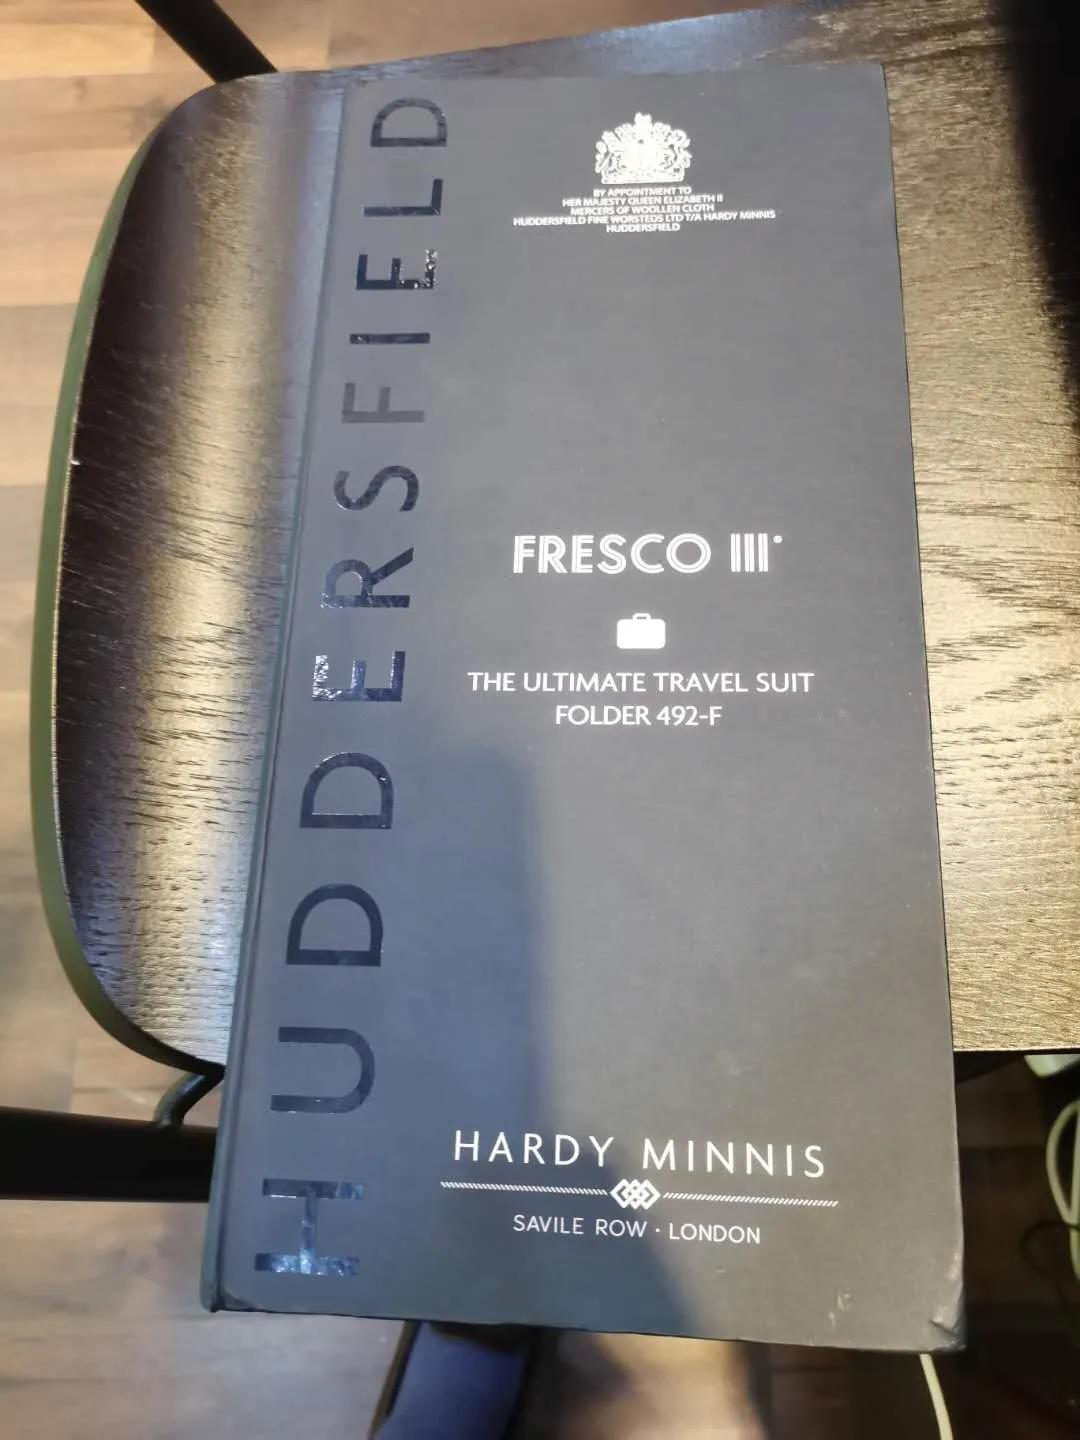 BY APPOINTMENT TO
HER MAJESTY QUEEN ELIZABETH II
MERCERS OF WOOLLEN CLOTH
HUDDERSFIELD FINE WORSTEDS LTD T/A HARDY MINNIS
HUDDERSFIELD
HUDDERSFIELD
FRESCO III
THE ULTIMATE TRAVEL SUIT
FOLDER 492-F
HARDY MINNIS
SAVILE ROW · LONDON